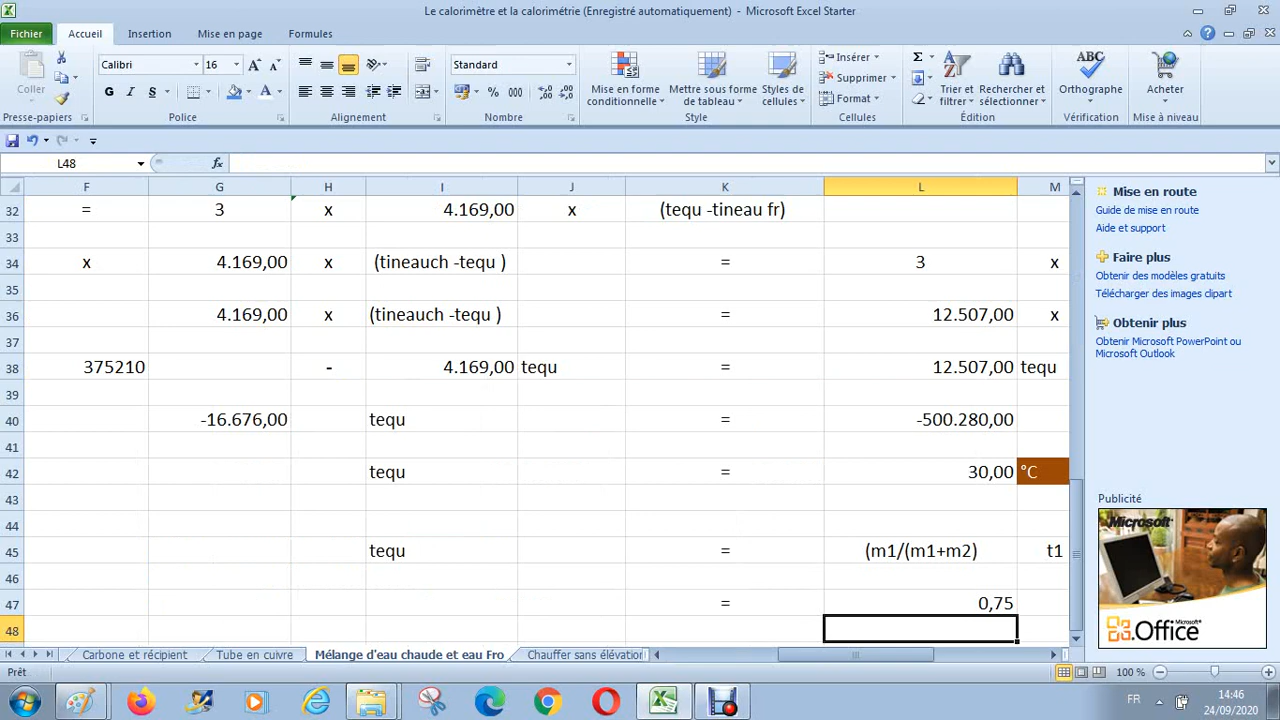 Le calorimètre et la calorimétrie (Enregistré automatiquement) - Microsoft Excel Starter
Fichier Accueil Insertion Mise en page Formules
Coller
Presse-papiers
Calibri 16
G I S
Police
Alignement
Standard
% 000
Nombre
Mise en forme conditionnelle
Mettre sous forme de tableau
Styles de cellules
Style
Insérer
Supprimer
Format
Cellules
Σ
Trier et filtrer
Rechercher et sélectionner
Édition
ABC
Orthographe
Vérification
Acheter
Mise à niveau
L48 fx
F G H I J K L M
32 = 3 x 4.169,00 x (tequ -tineau fr)
33
34 x 4.169,00 x (tineauch -tequ ) = 3 x
35
36 4.169,00 x (tineauch -tequ ) = 12.507,00 x
37
38 375210 - 4.169,00 tequ = 12.507,00 tequ
39
40 -16.676,00 tequ = -500.280,00
41
42 tequ = 30,00 °C
43
44
45 tequ = (m1/(m1+m2) t1
46
47 = 0,75
48
Mise en route
Guide de mise en route
Aide et support
Faire plus
Obtenir des modèles gratuits
Télécharger des images clipart
Obtenir plus
Obtenir Microsoft PowerPoint ou
Microsoft Outlook
Publicité
Microsoft
Microsoft
Office
Carbone et récipient Tube en cuivre Mélange d'eau chaude et eau Fro Chauffer sans élévation
Prêt 100 %
FR 14:46
24/09/2020